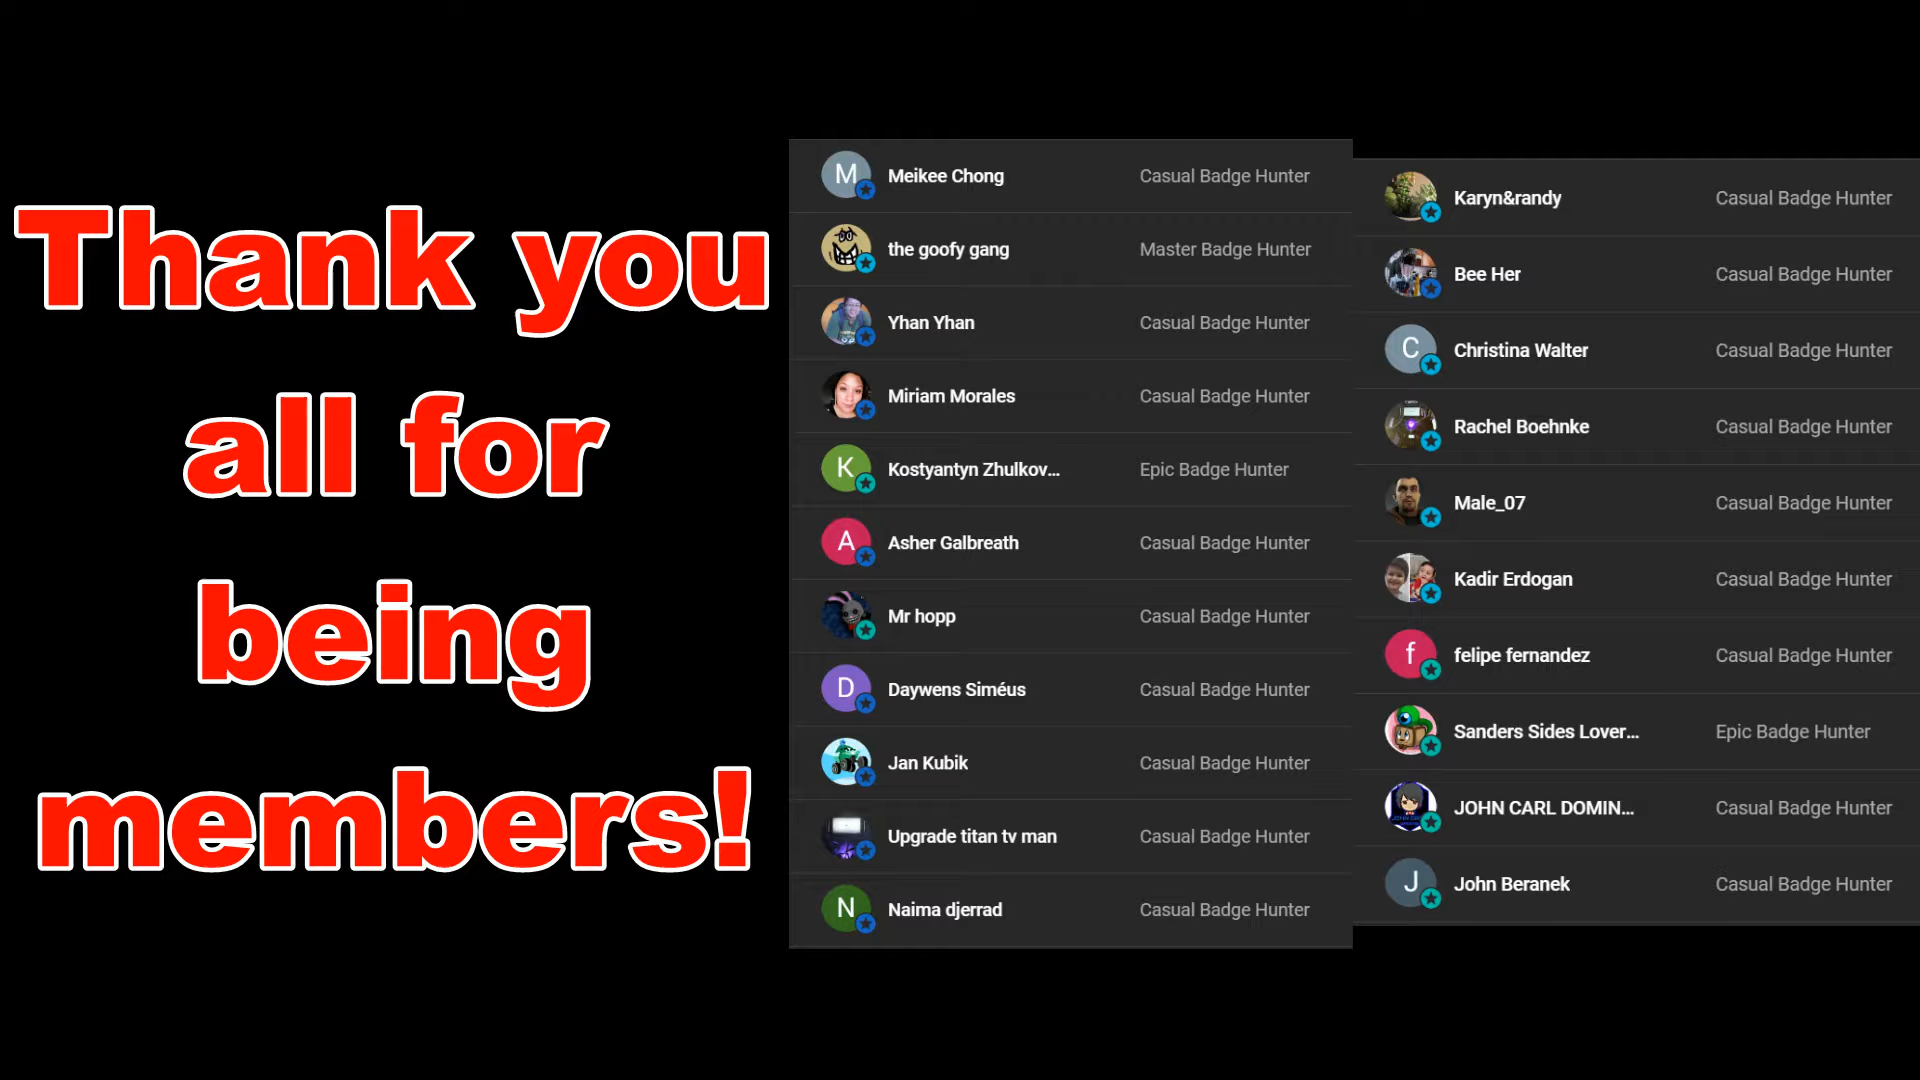 Thank you
all for
being
members!
M Meikee Chong Casual Badge Hunter
the goofy gang Master Badge Hunter
Yhan Yhan Casual Badge Hunter
Miriam Morales Casual Badge Hunter
K Kostyantyn Zhulkov... Epic Badge Hunter
A Asher Galbreath Casual Badge Hunter
Mr hopp Casual Badge Hunter
D Daywens Siméus Casual Badge Hunter
Jan Kubik Casual Badge Hunter
Upgrade titan tv man Casual Badge Hunter
N Naima djerrad Casual Badge Hunter
Karyn&randy Casual Badge Hunter
Bee Her Casual Badge Hunter
C Christina Walter Casual Badge Hunter
Rachel Boehnke Casual Badge Hunter
Male_07 Casual Badge Hunter
Kadir Erdogan Casual Badge Hunter
f felipe fernandez Casual Badge Hunter
Sanders Sides Lover... Epic Badge Hunter
JOHN CARL DOMIN... Casual Badge Hunter
J John Beranek Casual Badge Hunter